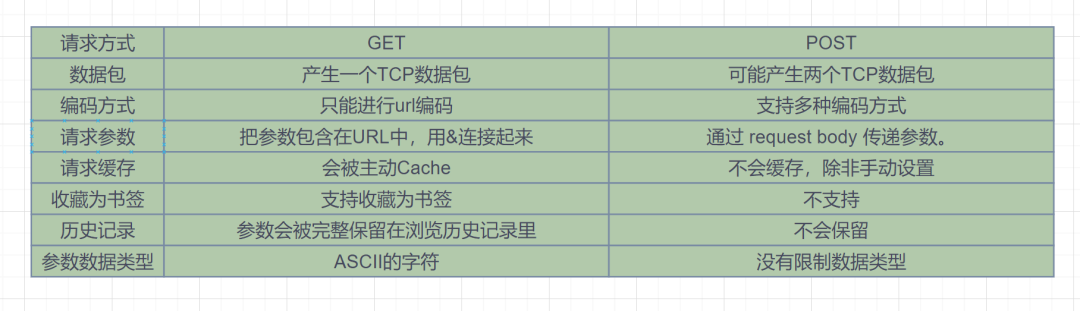 请求方式 GET POST
数据包 产生一个TCP数据包 可能产生两个TCP数据包
编码方式 只能进行url编码 支持多种编码方式
请求参数 把参数包含在URL中，用&连接起来 通过 request body 传递参数。
请求缓存 会被主动Cache 不会缓存，除非手动设置
收藏为书签 支持收藏为书签 不支持
历史记录 参数会被完整保留在浏览历史记录里 不会保留
参数数据类型 ASCII的字符 没有限制数据类型